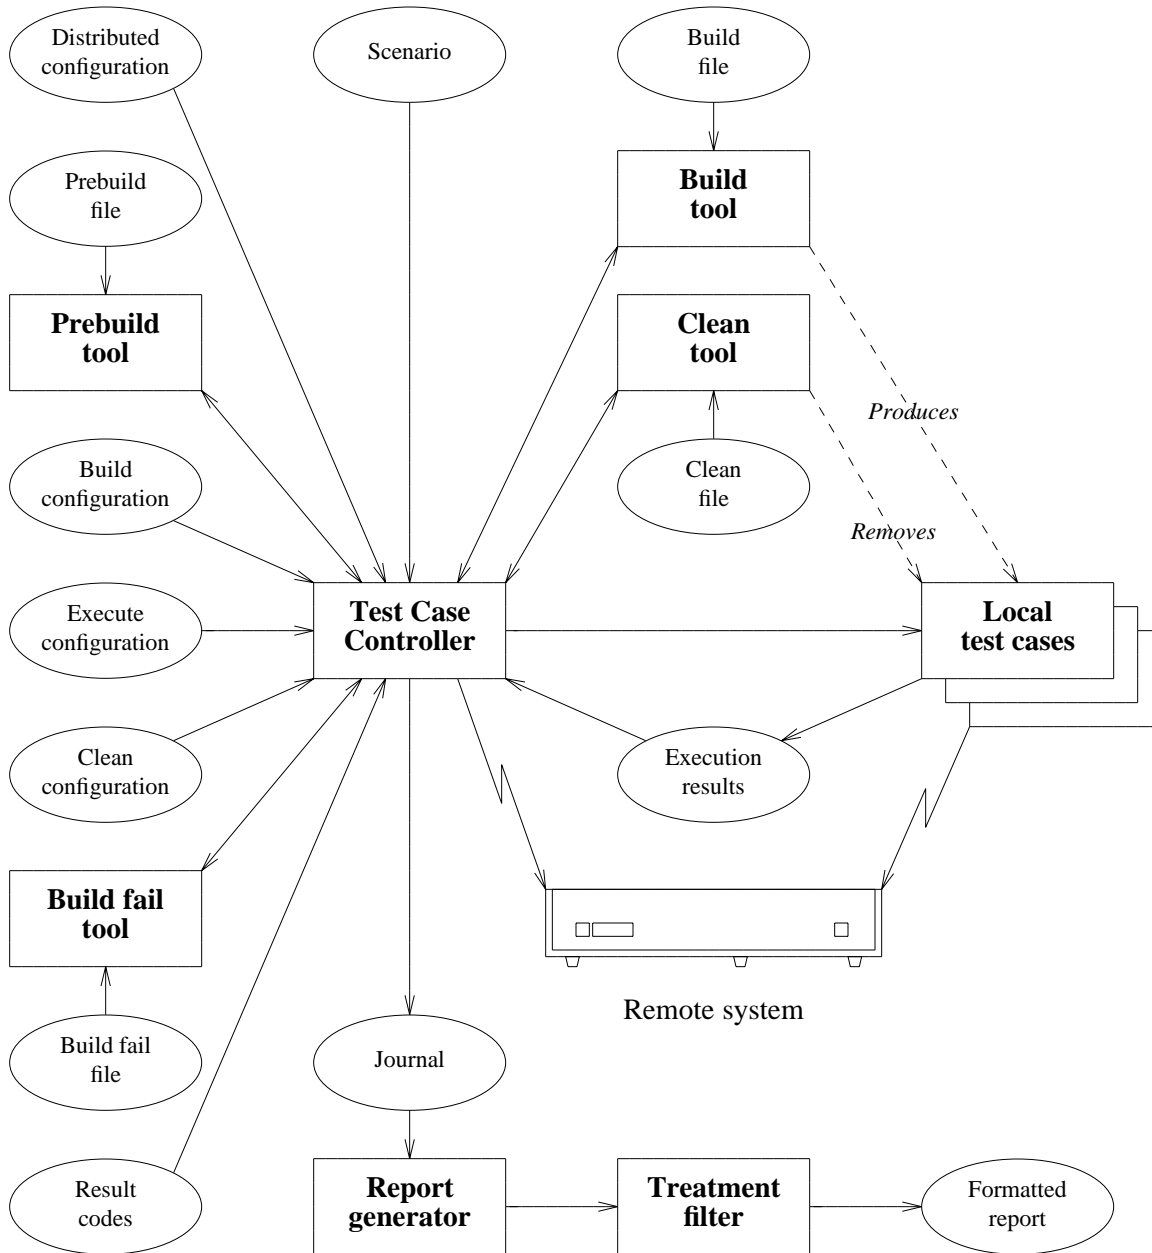 Distributed
configuration
Scenario
Build
file
Prebuild
file
Build
tool
Prebuild
tool
Clean
tool
Produces
Build
configuration
Clean
file
Removes
Execute
configuration
Test Case
Controller
Local
test cases
Clean
configuration
Execution
results
Build fail
tool
Remote system
Build fail
file
Journal
Result
codes
Report
generator
Treatment
filter
Formatted
report